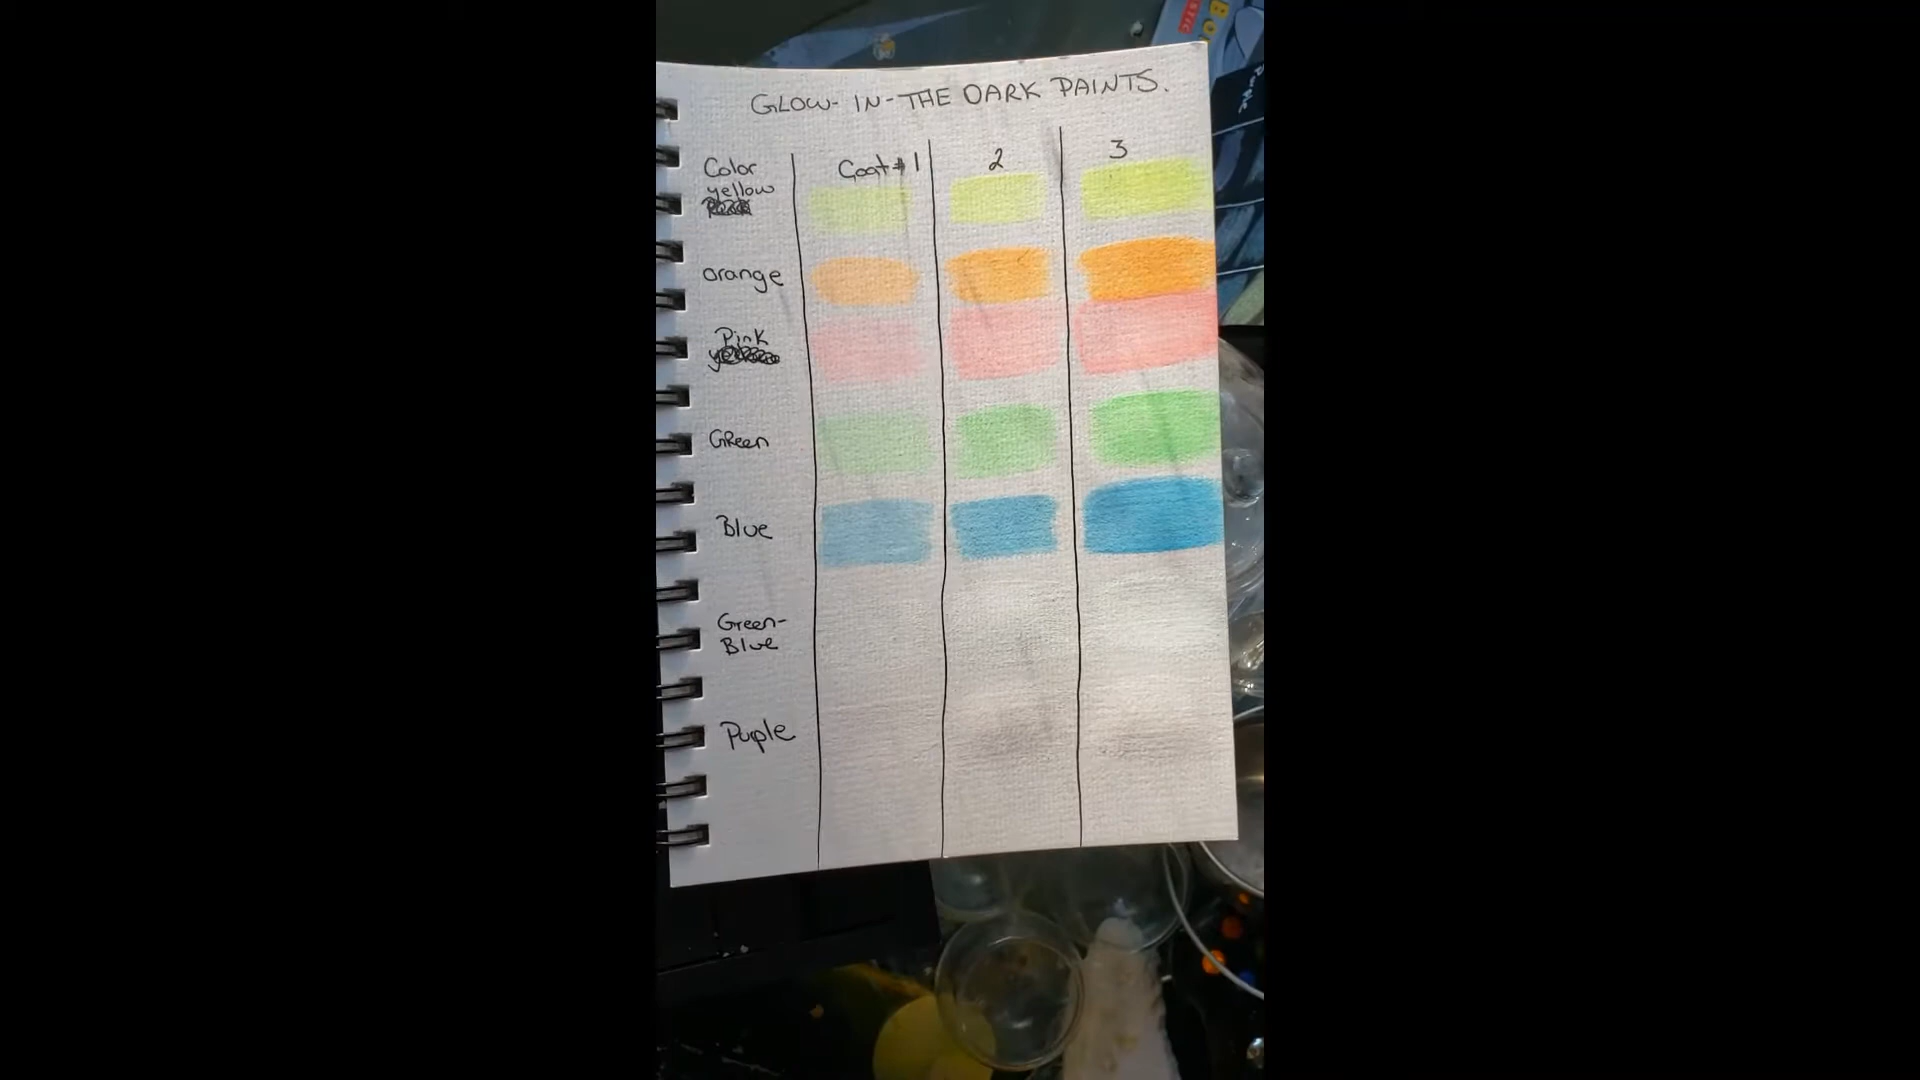 GLOW-IN-THE DARK PAINTS.
Color
Coat #1
2
3
yellow
orange
Pink
GReen
Blue
Green-
Blue
Purple